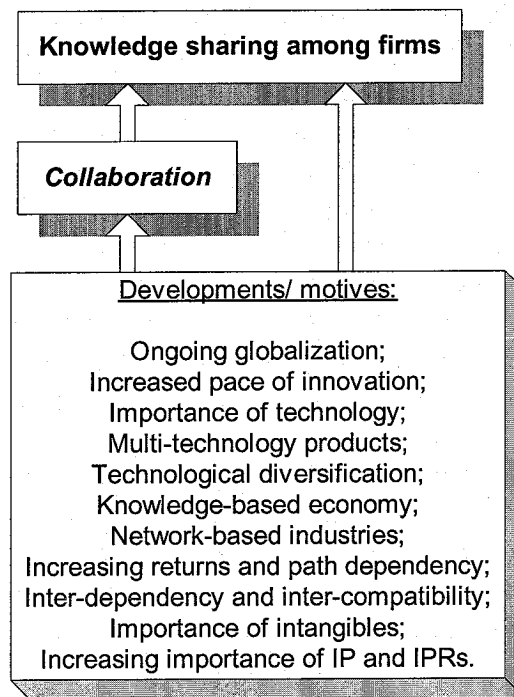 Knowledge sharing among firms
Collaboration
Developments/ motives:
Ongoing globalization;
Increased pace of innovation;
Importance of technology;
Multi-technology products;
Technological diversification;
Knowledge-based economy;
Network-based industries;
Increasing returns and path dependency;
Inter-dependency and inter-compatibility;
Importance of intangibles;
Increasing importance of IP and IPRs.